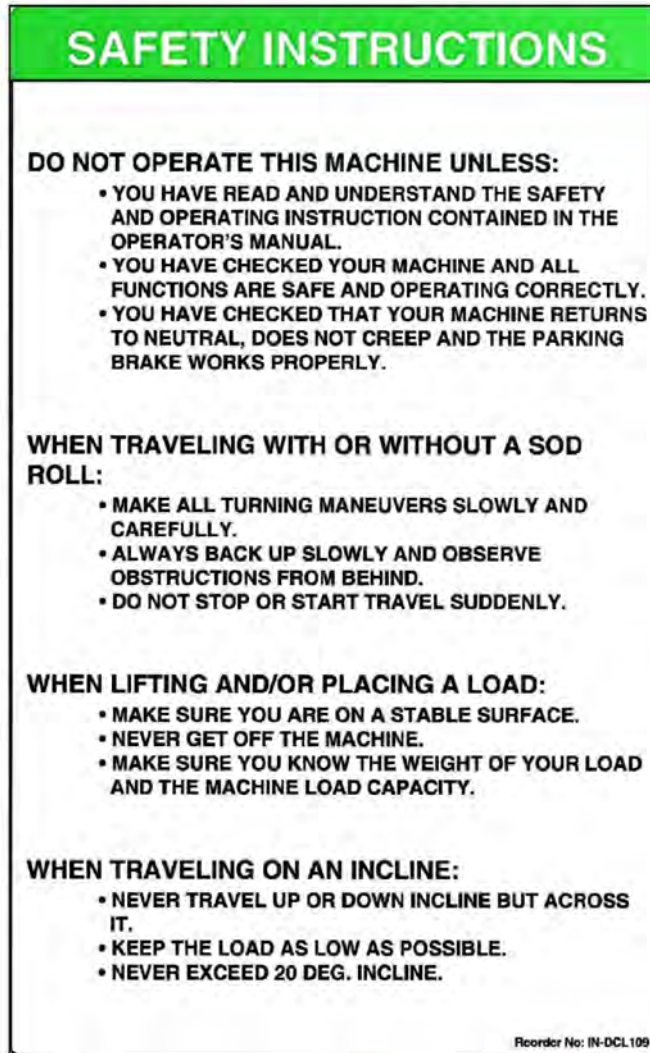 SAFETY INSTRUCTIONS
DO NOT OPERATE THIS MACHINE UNLESS:
• YOU HAVE READ AND UNDERSTAND THE SAFETY
AND OPERATING INSTRUCTION CONTAINED IN THE
OPERATOR'S MANUAL.
• YOU HAVE CHECKED YOUR MACHINE AND ALL
FUNCTIONS ARE SAFE AND OPERATING CORRECTLY.
• YOU HAVE CHECKED THAT YOUR MACHINE RETURNS
TO NEUTRAL, DOES NOT CREEP AND THE PARKING
BRAKE WORKS PROPERLY.
WHEN TRAVELING WITH OR WITHOUT A SOD
ROLL:
• MAKE ALL TURNING MANEUVERS SLOWLY AND
CAREFULLY.
• ALWAYS BACK UP SLOWLY AND OBSERVE
OBSTRUCTIONS FROM BEHIND.
• DO NOT STOP OR START TRAVEL SUDDENLY.
WHEN LIFTING AND/OR PLACING A LOAD:
• MAKE SURE YOU ARE ON A STABLE SURFACE.
• NEVER GET OFF THE MACHINE.
• MAKE SURE YOU KNOW THE WEIGHT OF YOUR LOAD
AND THE MACHINE LOAD CAPACITY.
WHEN TRAVELING ON AN INCLINE:
• NEVER TRAVEL UP OR DOWN INCLINE BUT ACROSS
IT.
• KEEP THE LOAD AS LOW AS POSSIBLE.
• NEVER EXCEED 20 DEG. INCLINE.
Reorder No: IN-DCL109